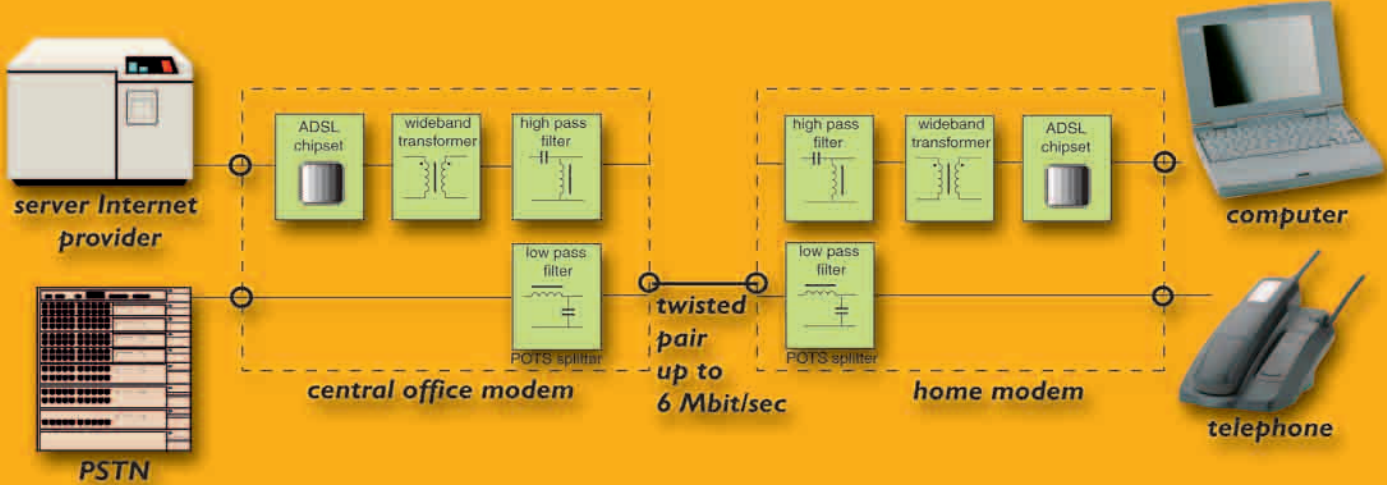 server Internet
provider
PSTN
ADSL
chipset
wideband
transformer
high pass
filter
low pass
filter
POTS splitter
central office modem
twisted
pair
up to
6 Mbit/sec
high pass
filter
wideband
transformer
ADSL
chipset
low pass
filter
POTS splitter
home modem
computer
telephone